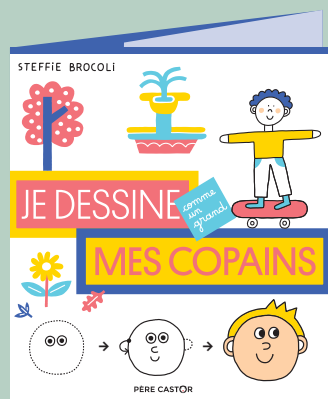 STEFFIE BROCOLI
JE DESSINE
comme
un
grand
MES COPAINS
PÈRE CASTOR